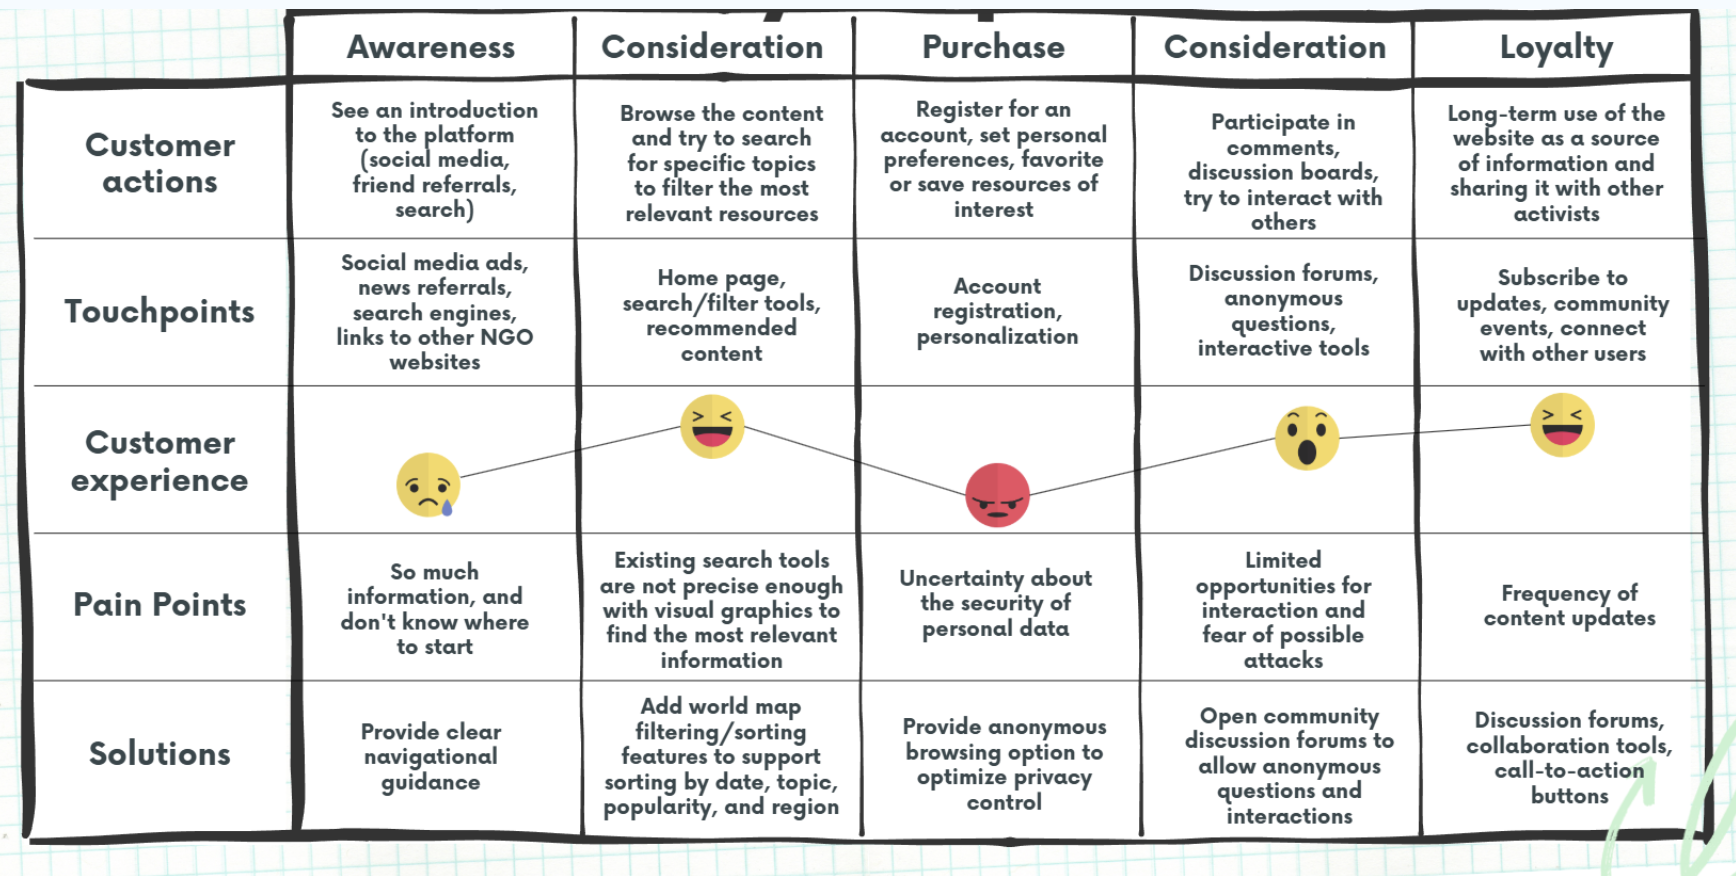 Awareness
Consideration
Purchase
Consideration
Loyalty
Customer
actions
See an introduction
to the platform
(social media,
friend referrals,
search)
Browse the content
and try to search
for specific topics
to filter the most
relevant resources
Register for an
account, set personal
preferences, favorite
or save resources of
interest
Participate in
comments,
discussion boards,
try to interact with
others
Long-term use of the
website as a source
of information and
sharing it with other
activists
Touchpoints
Social media ads,
news referrals,
search engines,
links to other NGO
websites
Home page,
search/filter tools,
recommended
content
Account
registration,
personalization
Discussion forums,
anonymous
questions,
interactive tools
Subscribe to
updates, community
events, connect
with other users
Customer
experience
Pain Points
So much
information, and
don't know where
to start
Existing search tools
are not precise enough
with visual graphics to
find the most relevant
information
Uncertainty about
the security of
personal data
Limited
opportunities for
interaction and
fear of possible
attacks
Frequency of
content updates
Solutions
Provide clear
navigational
guidance
Add world map
filtering/sorting
features to support
sorting by date, topic,
popularity, and region
Provide anonymous
browsing option to
optimize privacy
control
Open community
discussion forums to
allow anonymous
questions and
interactions
Discussion forums,
collaboration tools,
call-to-action
buttons